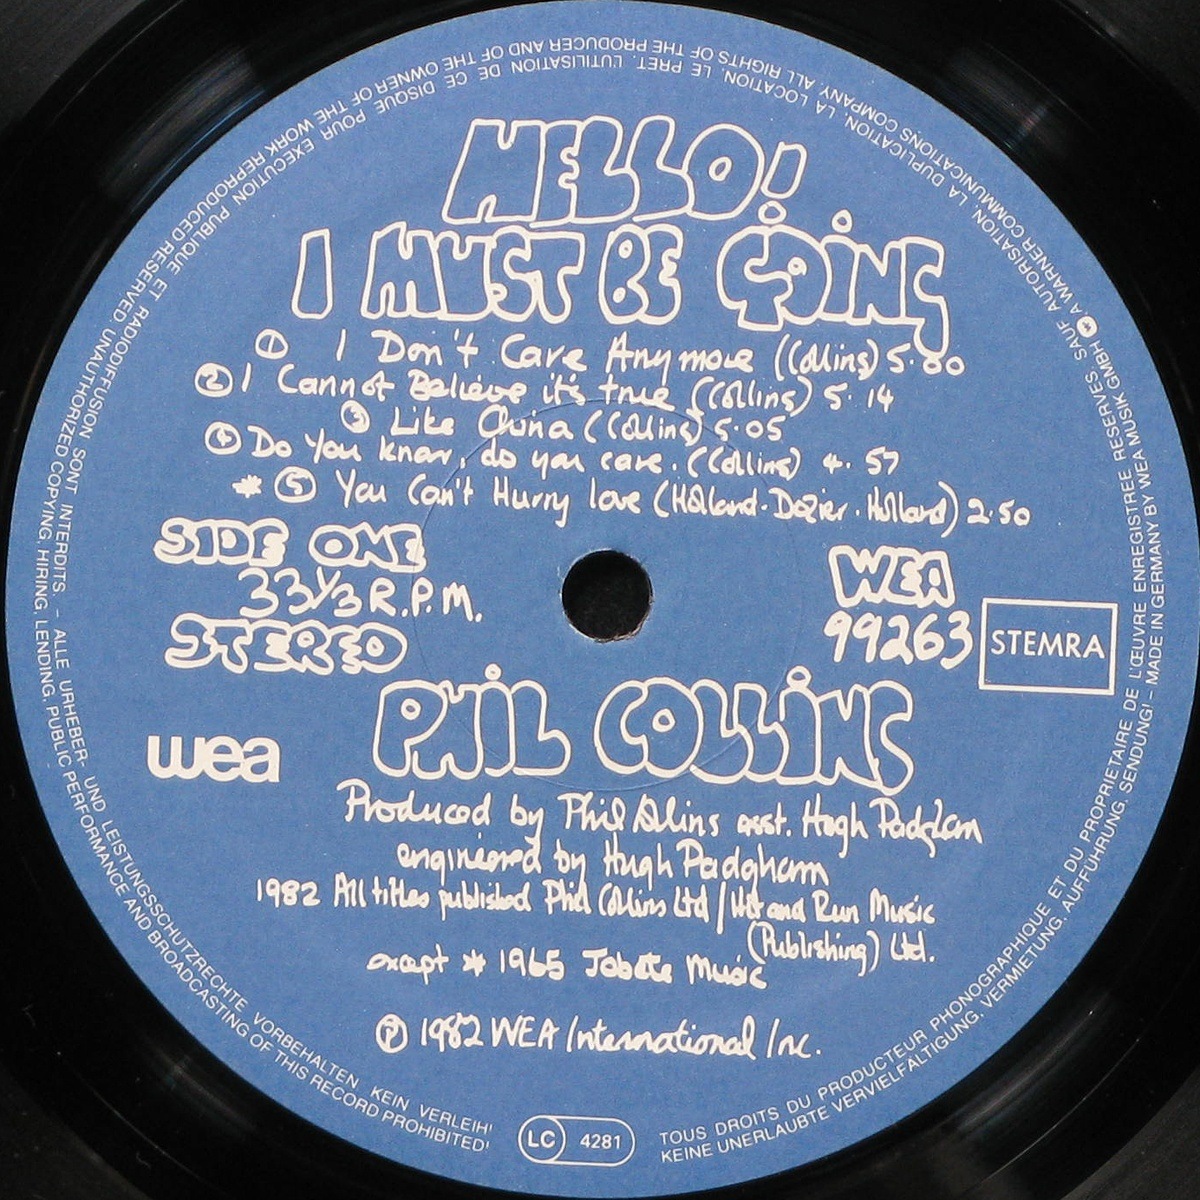 HELLO!
I MUST BE GOING
① I Don't Care Anymore (Collins) 5·00
② I Cannot Believe it's true (Collins) 5·14
③ Like China (Collins) 5·05
④ Do You know, do you care. (Collins) 4·57
* ⑤ You Can't Hurry love (Holland·Dozier·Holland) 2·50
SIDE ONE
33⅓ R.P.M.
STEREO
WEA
99263
STEMRA
PHIL COLLINS
wea
Produced by Phil Collins asst. Hugh Padgham
engineered by Hugh Padgham
1982 All titles published Phil Collins Ltd / Hit and Run Music
(Publishing) Ltd.
except * 1965 Jobete Music
Ⓟ 1982 WEA International Inc.
LC 4281
TOUS DROITS DU PRODUCTEUR PHONOGRAPHIQUE ET DU PROPRIETAIRE DE L'ŒUVRE ENREGISTREE RESERVES. SAUF AUTORISATION, LA DUPLICATION, LA LOCATION, LE PRET, L'UTILISATION DE CE DISQUE POUR EXECUTION PUBLIQUE ET RADIODIFFUSION SONT INTERDITS. – ALLE URHEBER- UND LEISTUNGSSCHUTZRECHTE VORBEHALTEN. KEIN VERLEIH!
KEINE UNERLAUBTE VERVIELFÄLTIGUNG, VERMIETUNG, AUFFÜHRUNG, SENDUNG! – MADE IN GERMANY BY WEA MUSIK GMBH, A WARNER COMMUNICATIONS COMPANY. ALL RIGHTS OF THE PRODUCER AND OF THE OWNER OF THE WORK REPRODUCED RESERVED. UNAUTHORIZED COPYING, HIRING, LENDING, PUBLIC PERFORMANCE AND BROADCASTING OF THIS RECORD PROHIBITED!